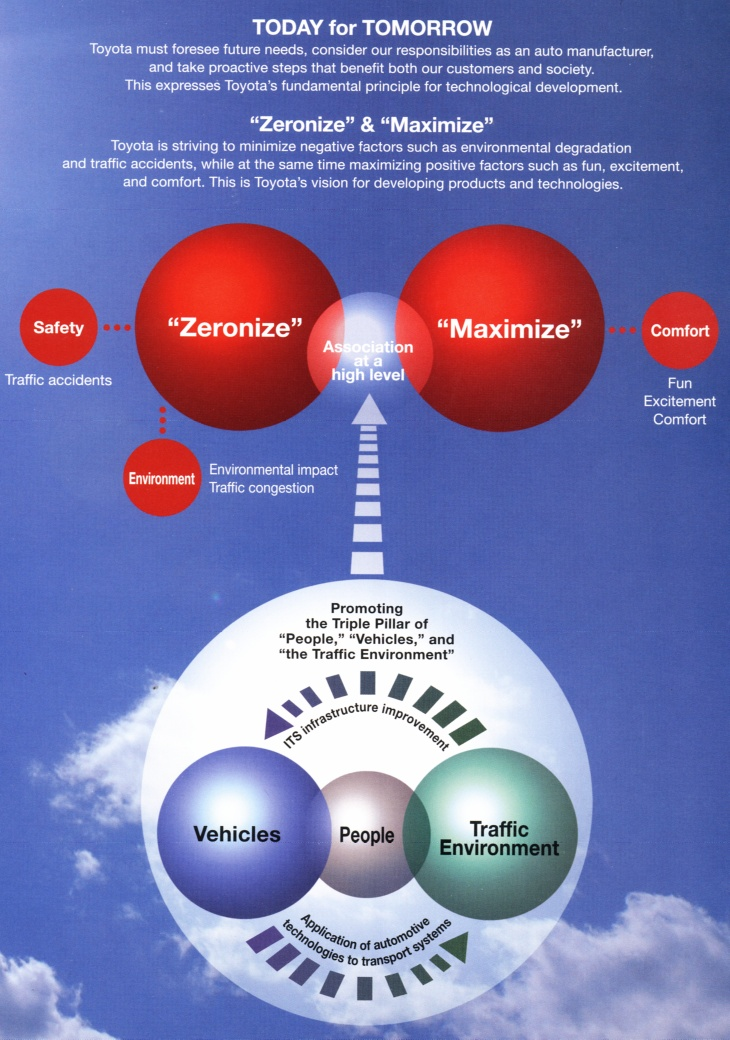 TODAY for TOMORROW
Toyota must foresee future needs, consider our responsibilities as an auto manufacturer,
and take proactive steps that benefit both our customers and society.
This expresses Toyota's fundamental principle for technological development.
“Zeronize” & “Maximize”
Toyota is striving to minimize negative factors such as environmental degradation
and traffic accidents, while at the same time maximizing positive factors such as fun, excitement,
and comfort. This is Toyota's vision for developing products and technologies.
Safety
“Zeronize”
“Maximize”
Comfort
Association
at a
high level
Traffic accidents
Fun
Excitement
Comfort
Environment
Environmental impact
Traffic congestion
Promoting
the Triple Pillar of
“People,” “Vehicles,” and
“the Traffic Environment”
ITS infrastructure improvement
Vehicles
People
Traffic
Environment
Application of automotive
technologies to transport systems